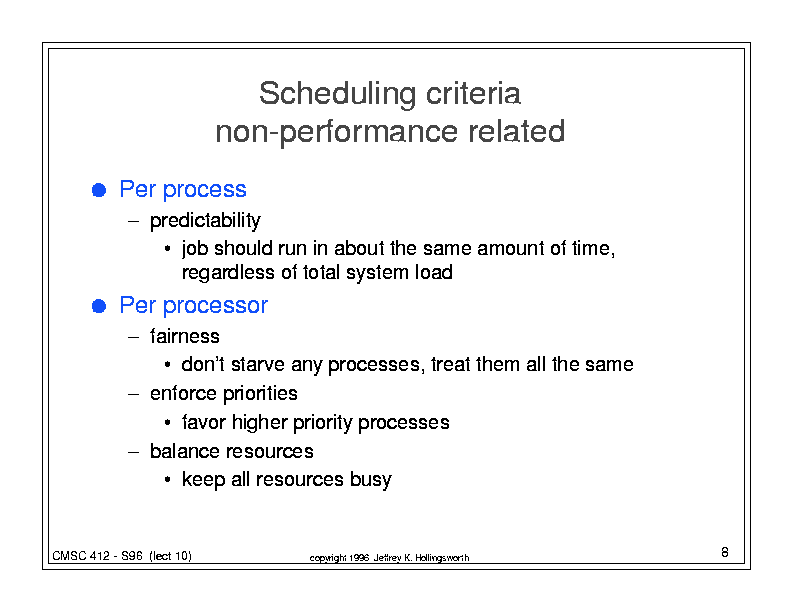 Scheduling criteria
non-performance related
● Per process
– predictability
• job should run in about the same amount of time,
regardless of total system load
● Per processor
– fairness
• don't starve any processes, treat them all the same
– enforce priorities
• favor higher priority processes
– balance resources
• keep all resources busy
CMSC 412 - S96 (lect 10)
copyright 1996 Jeffrey K. Hollingsworth
8